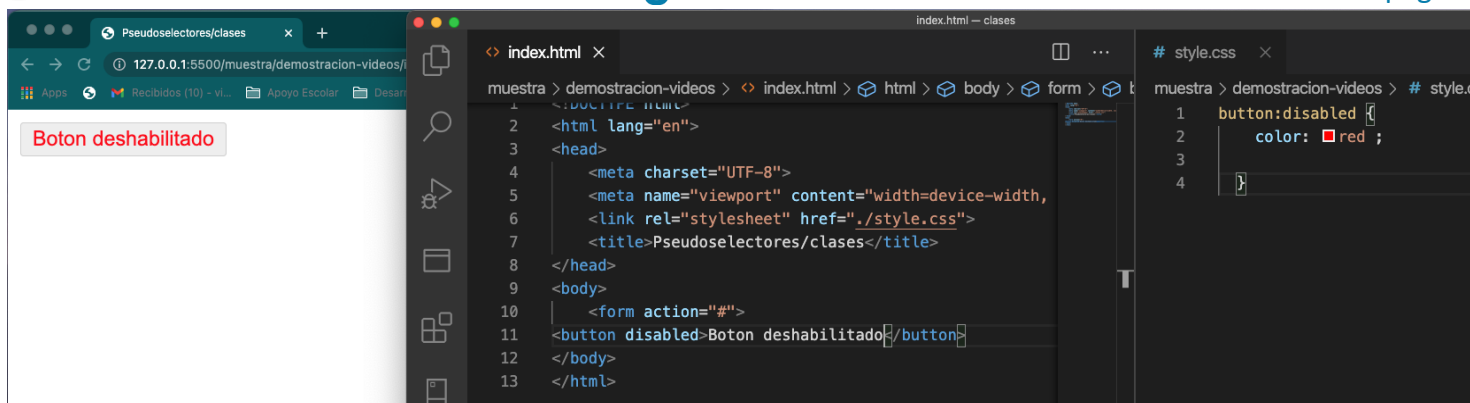 index.html — clases
Pseudoselectores/clases × +
127.0.0.1:5500/muestra/demostracion-videos/i
Apps Recibidos (10) - vi... Apoyo Escolar Desarr
Boton deshabilitado
<> index.html ×
muestra > demostracion-videos > <> index.html > html > body > form > b
1 <!DOCTYPE html>
2 <html lang="en">
3 <head>
4 <meta charset="UTF-8">
5 <meta name="viewport" content="width=device-width,
6 <link rel="stylesheet" href="./style.css">
7 <title>Pseudoselectores/clases</title>
8 </head>
9 <body>
10 <form action="#">
11 <button disabled>Boton deshabilitado</button>
12 </body>
13 </html>
# style.css ×
muestra > demostracion-videos > # style.c
1 button:disabled {
2 color: red ;
3
4 }